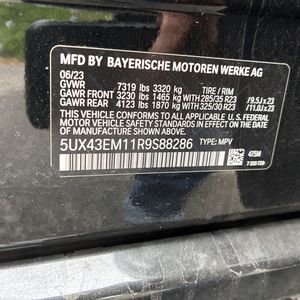 MFD BY BAYERISCHE MOTOREN WERKE AG
06/23
GVWR 7319 lbs 3320 kg TIRE / RIM
GAWR FRONT 3230 lbs 1465 kg WITH 285/35 R23 / 9.5J x 23
GAWR REAR 4123 lbs 1870 kg WITH 325/30 R23 / 11.0J x 23
THIS VEHICLE CONFORMS TO ALL APPLICABLE U. S. FEDERAL
MOTOR VEHICLE SAFETY STANDARDS IN EFFECT ON THE
DATE OF MANUFACTURE SHOWN ABOVE.
5UX43EM11R9S88286 TYPE: MPV
475M